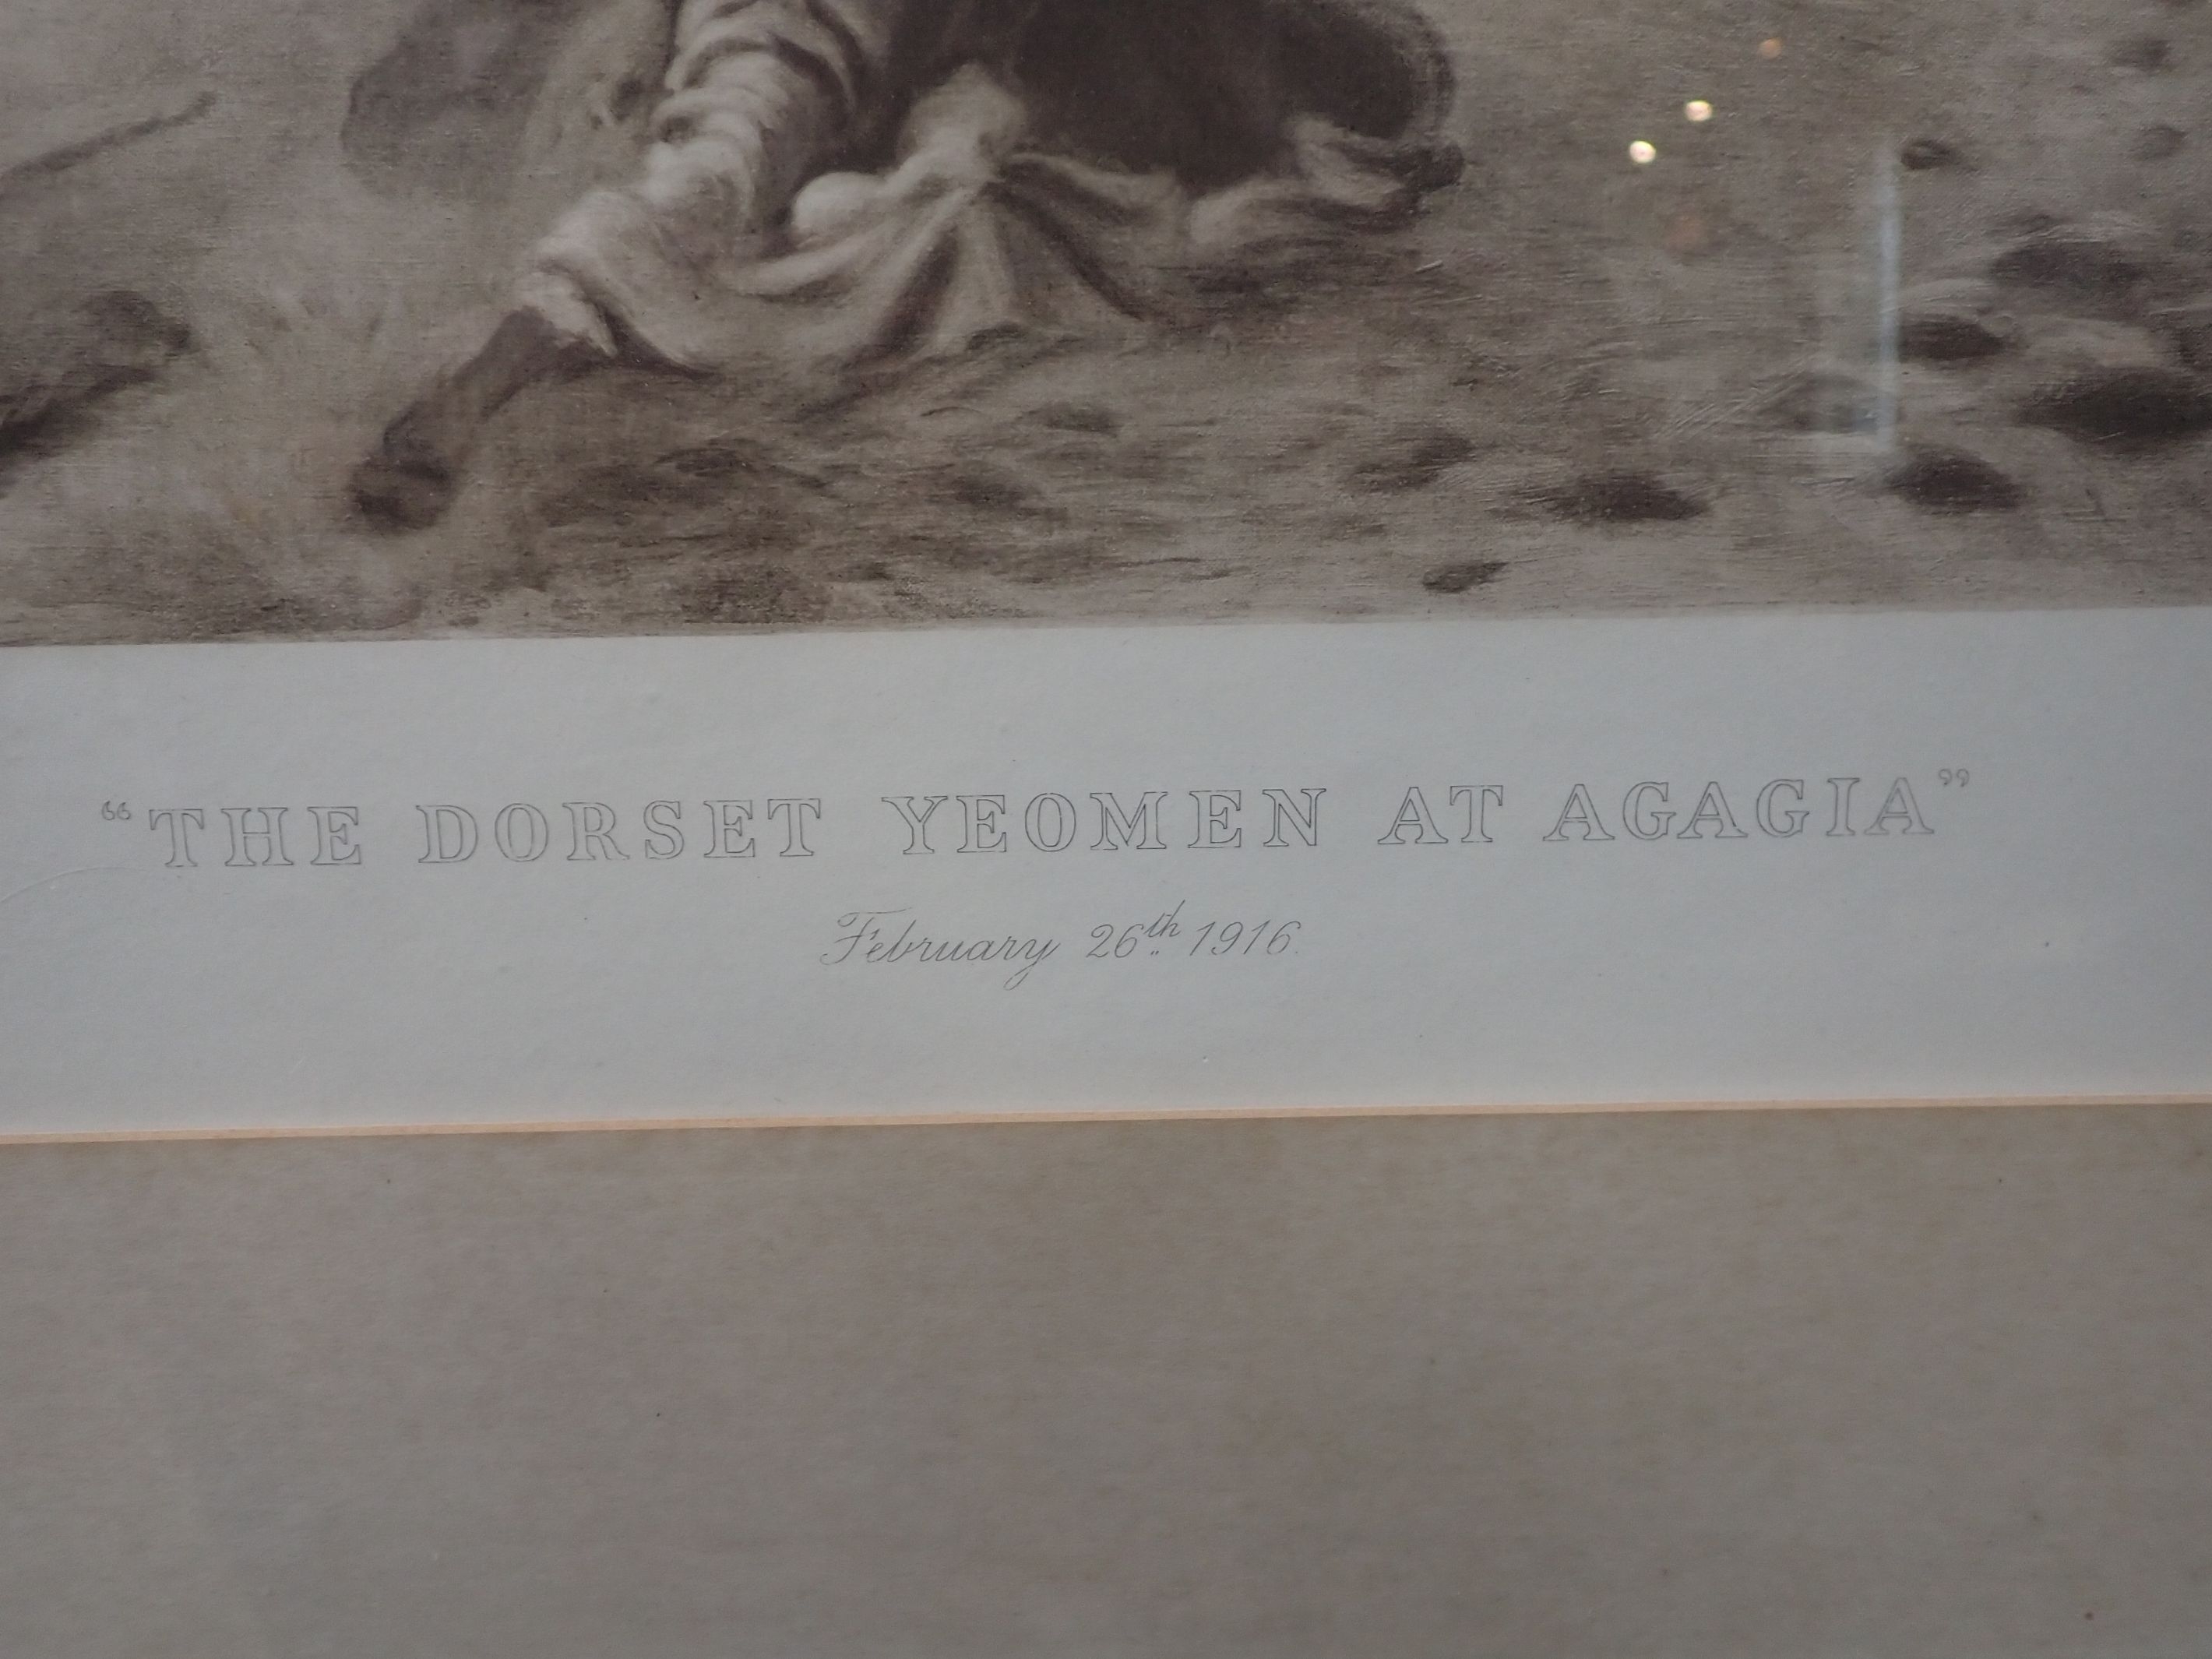 “THE DORSET YEOMEN AT AGAGIA”
February 26th 1916.